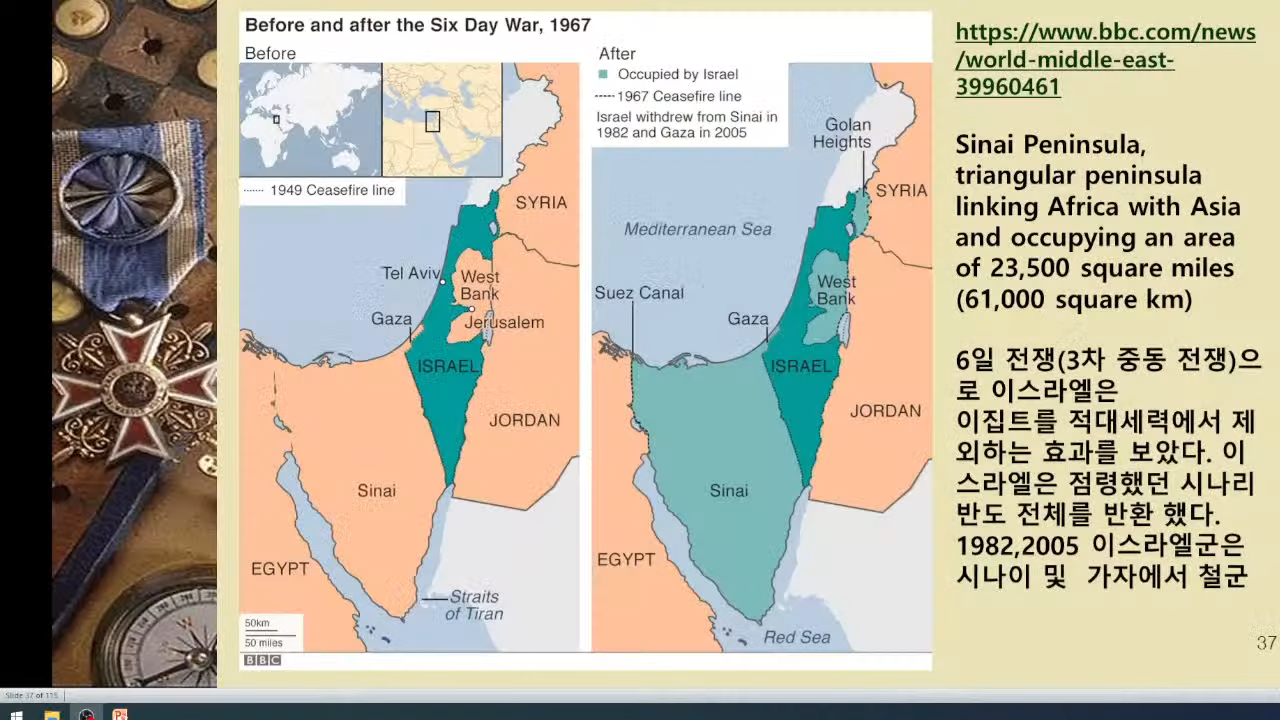 Before and after the Six Day War, 1967
Before
1949 Ceasefire line
SYRIA
Tel Aviv
West
Bank
Gaza
Jerusalem
ISRAEL
JORDAN
Sinai
EGYPT
Straits
of Tiran
50km
50 miles
BBC
After
Occupied by Israel
1967 Ceasefire line
Israel withdrew from Sinai in
1982 and Gaza in 2005
Golan
Heights
SYRIA
Mediterranean Sea
Suez Canal
West
Bank
Gaza
ISRAEL
JORDAN
Sinai
EGYPT
Red Sea
https://www.bbc.com/news
/world-middle-east-
39960461
Sinai Peninsula,
triangular peninsula
linking Africa with Asia
and occupying an area
of 23,500 square miles
(61,000 square km)
6일 전쟁(3차 중동 전쟁)으
로 이스라엘은
이집트를 적대세력에서 제
외하는 효과를 보았다. 이
스라엘은 점령했던 시나리
반도 전체를 반환 했다.
1982,2005 이스라엘군은
시나이 및 가자에서 철군
37
Slide 37 of 115